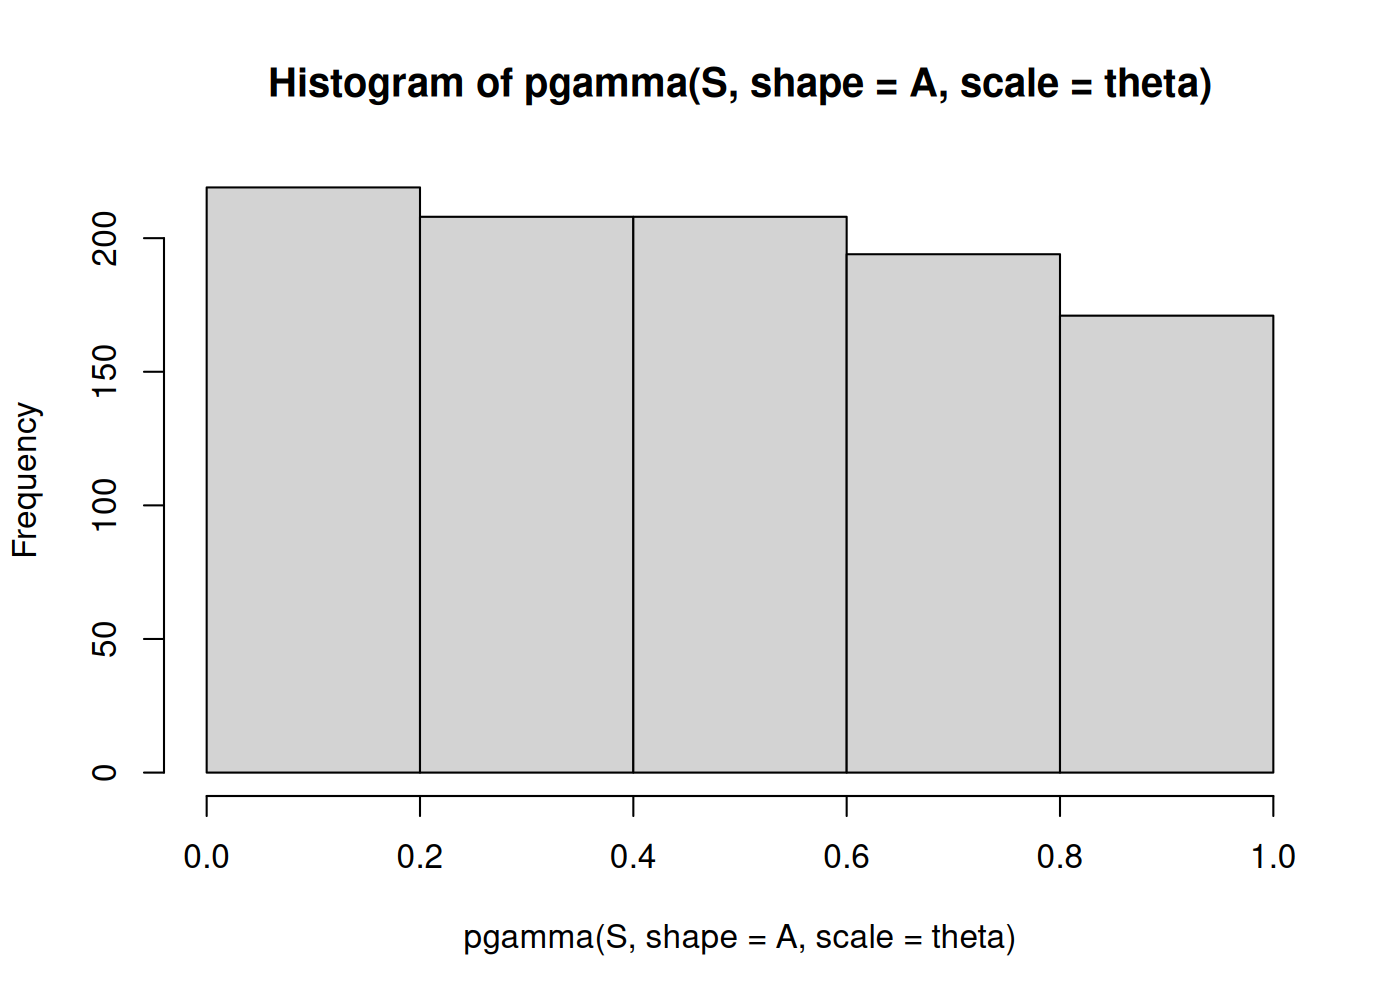 Histogram of pgamma(S, shape = A, scale = theta)
Frequency
200
150
100
50
0
0.0 0.2 0.4 0.6 0.8 1.0
pgamma(S, shape = A, scale = theta)